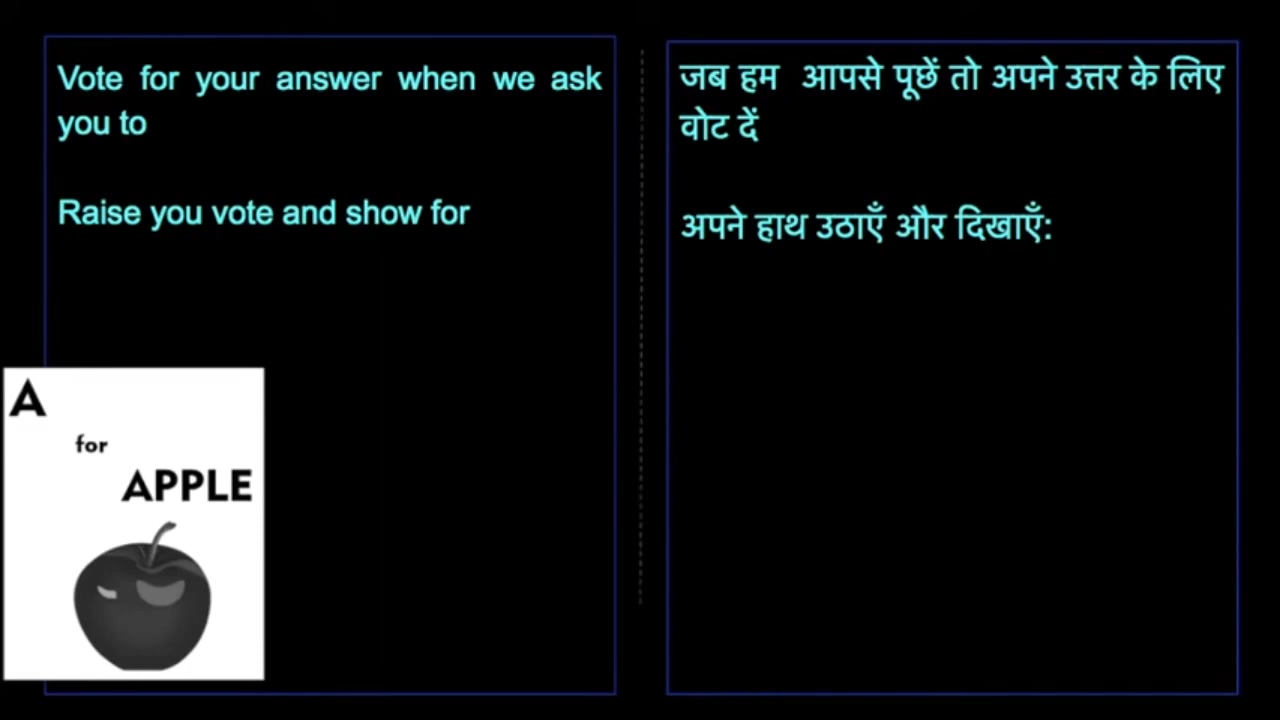 Vote for your answer when we ask
you to
Raise you vote and show for
A
for
APPLE
जब हम आपसे पूछें तो अपने उत्तर के लिए
वोट दें
अपने हाथ उठाएँ और दिखाएँ: